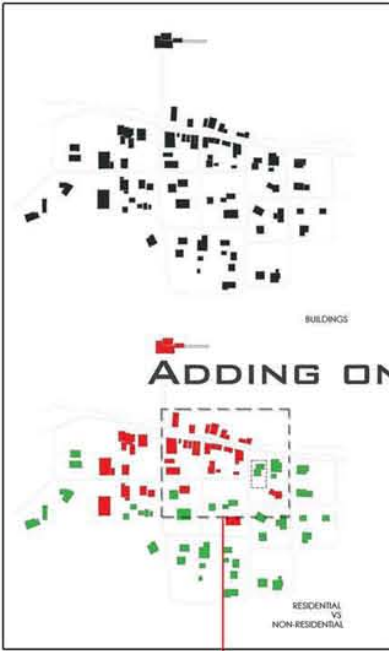 BUILDINGS
ADDING ON
RESIDENTIAL
VS
NON-RESIDENTIAL